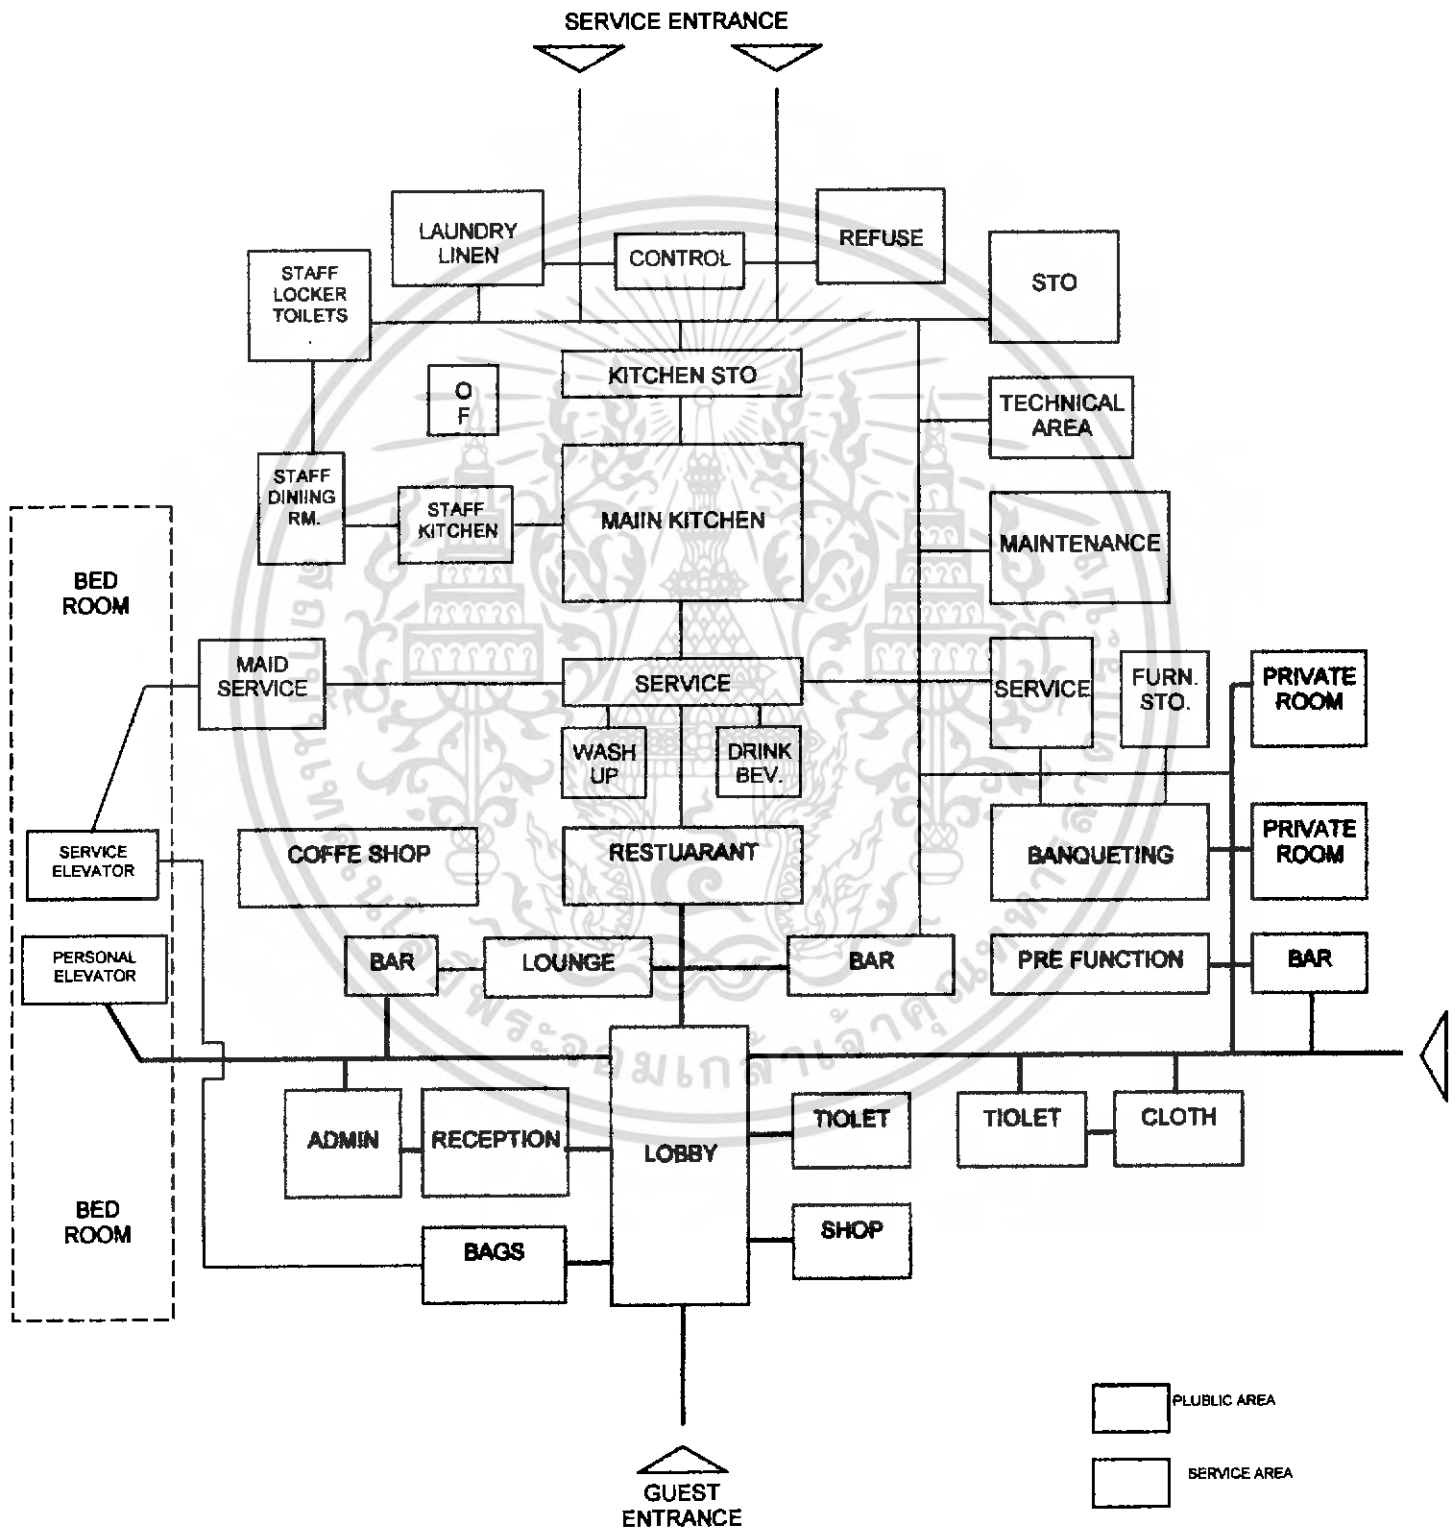 SERVICE ENTRANCE
LAUNDRY
LINEN
CONTROL
REFUSE
STAFF
LOCKER
TOILETS
STO
KITCHEN STO
O
F
TECHNICAL
AREA
STAFF
DINIING
RM.
STAFF
KITCHEN
MAIIN KITCHEN
MAINTENANCE
BED
ROOM
MAID
SERVICE
SERVICE
SERVICE
FURN.
STO.
PRIVATE
ROOM
WASH
UP
DRINK
BEV.
SERVICE
ELEVATOR
COFFE SHOP
RESTUARANT
BANQUETING
PRIVATE
ROOM
PERSONAL
ELEVATOR
BAR
LOUNGE
BAR
PRE FUNCTION
BAR
ADMIN
RECEPTION
LOBBY
TIOLET
TIOLET
CLOTH
BED
ROOM
BAGS
SHOP
PLUBLIC AREA
SERVICE AREA
GUEST
ENTRANCE